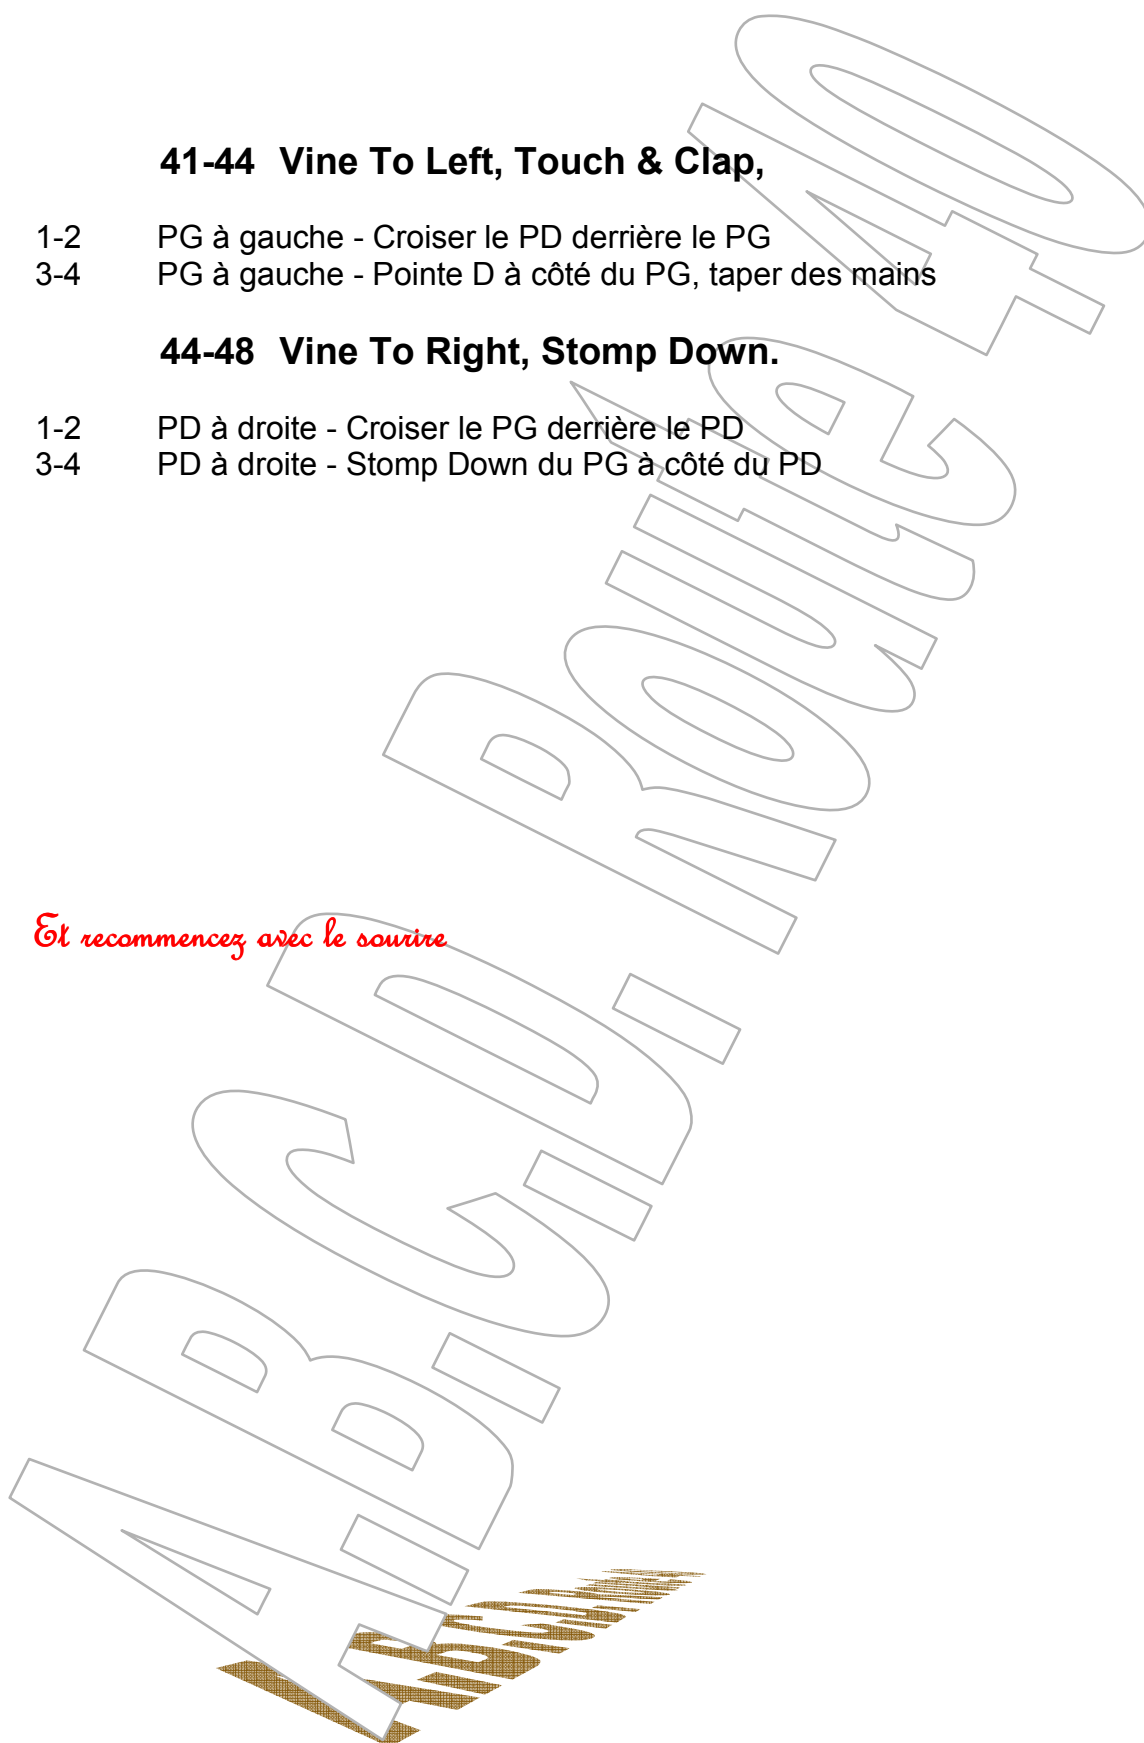 41-44 Vine To Left, Touch & Clap,
1-2 PG à gauche - Croiser le PD derrière le PG
3-4 PG à gauche - Pointe D à côté du PG, taper des mains
44-48 Vine To Right, Stomp Down.
1-2 PD à droite - Croiser le PG derrière le PD
3-4 PD à droite - Stomp Down du PG à côté du PD
Et recommencez avec le sourire
A.B.C.D. Route 40